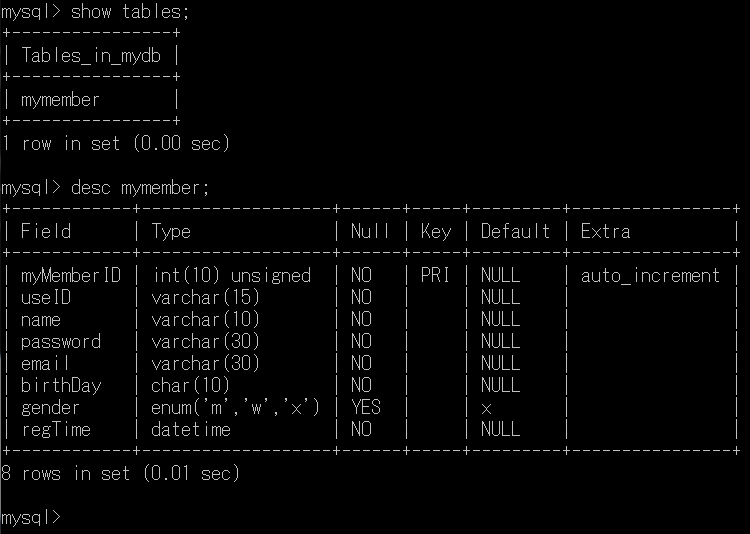 mysql> show tables;
+----------------+
| Tables_in_mydb |
+----------------+
| mymember       |
+----------------+
1 row in set (0.00 sec)
mysql> desc mymember;
+------------+-------------------+------+-----+---------+----------------+
| Field      | Type              | Null | Key | Default | Extra          |
+------------+-------------------+------+-----+---------+----------------+
| myMemberID | int(10) unsigned  | NO   | PRI | NULL    | auto_increment |
| useID      | varchar(15)       | NO   |     | NULL    |                |
| name       | varchar(10)       | NO   |     | NULL    |                |
| password   | varchar(30)       | NO   |     | NULL    |                |
| email      | varchar(30)       | NO   |     | NULL    |                |
| birthDay   | char(10)          | NO   |     | NULL    |                |
| gender     | enum('m','w','x') | YES  |     | x       |                |
| regTime    | datetime          | NO   |     | NULL    |                |
+------------+-------------------+------+-----+---------+----------------+
8 rows in set (0.01 sec)
mysql>